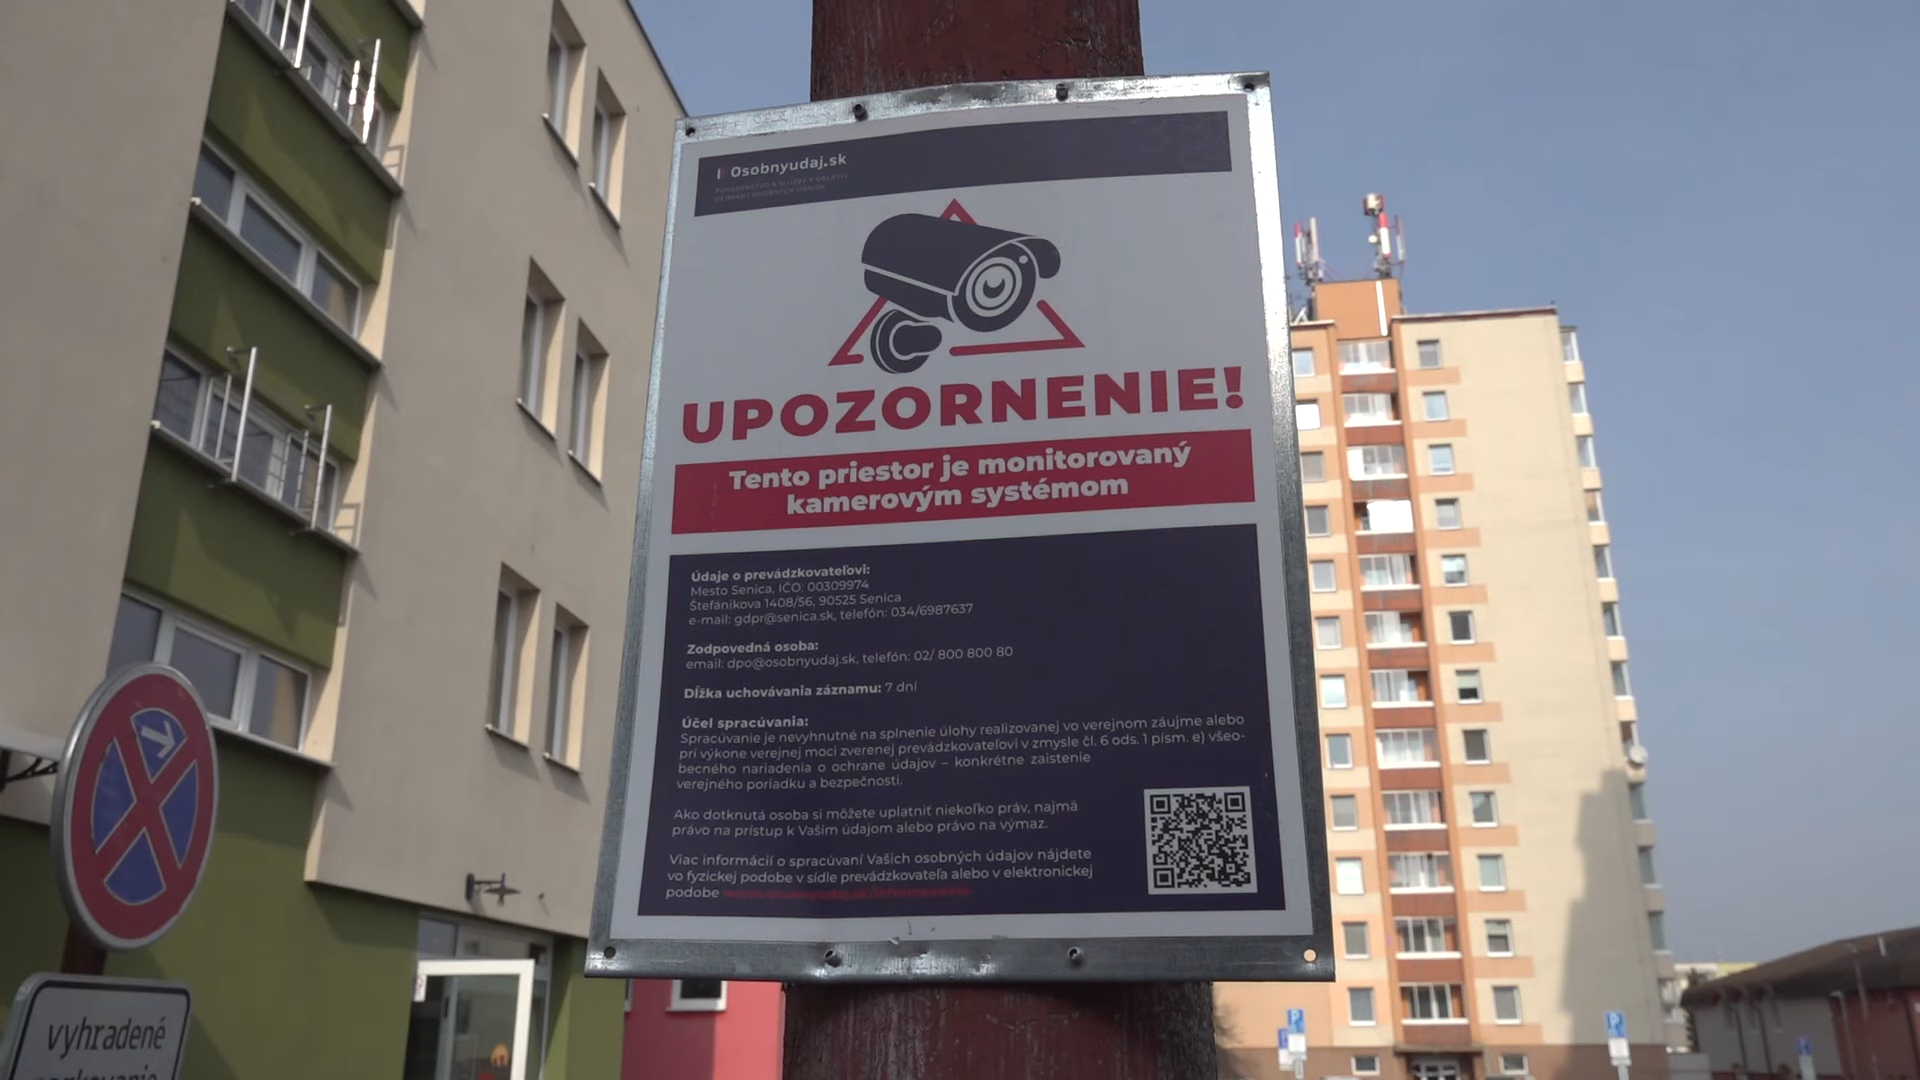 Osobnyudaj.sk
UPOZORNENIE!
Tento priestor je monitorovaný
kamerovým systémom
Údaje o prevádzkovateľovi:
Mesto Senica, IČO: 00309974
Štefánikova 1408/56, 90525 Senica
e-mail: gdpr@senica.sk, telefón: 034/6987637
Zodpovedná osoba:
email: dpo@osobnyudaj.sk, telefón: 02/ 800 800 80
Dĺžka uchovávania záznamu: 7 dní
Účel spracúvania:
Spracúvanie je nevyhnutné na splnenie úlohy realizovanej vo verejnom záujme alebo
pri výkone verejnej moci zverenej prevádzkovateľovi v zmysle čl. 6 ods. 1 písm. e) všeo-
becného nariadenia o ochrane údajov – konkrétne zaistenie
verejného poriadku a bezpečnosti.
Ako dotknutá osoba si môžete uplatniť niekoľko práv, najmä
právo na prístup k Vašim údajom alebo právo na výmaz.
Viac informácií o spracúvaní Vašich osobných údajov nájdete
vo fyzickej podobe v sídle prevádzkovateľa alebo v elektronickej
podobe
vyhradené
parkovanie